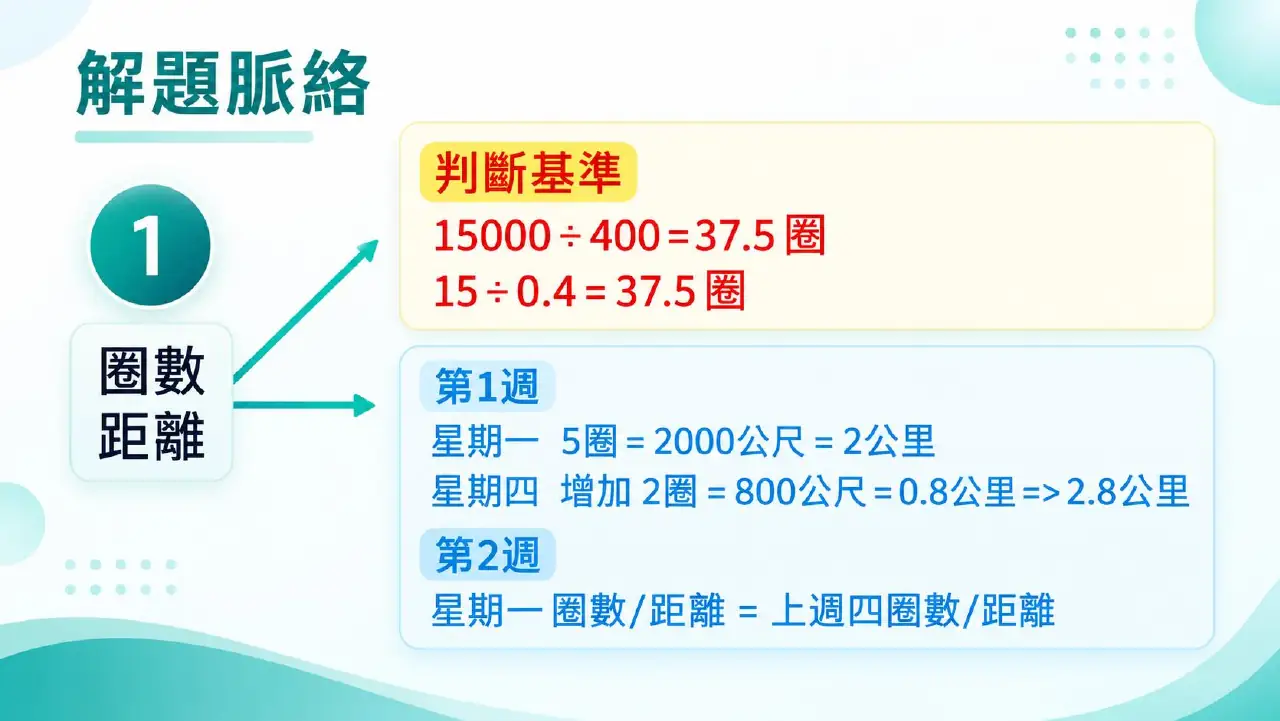 解題脈絡
1
圈數
距離
判斷基準
15000÷400=37.5圈
15÷0.4=37.5圈
第1週
星期一 5圈=2000公尺=2公里
星期四 增加2圈=800公尺=0.8公里=>2.8公里
第2週
星期一圈數/距離 = 上週四圈數/距離